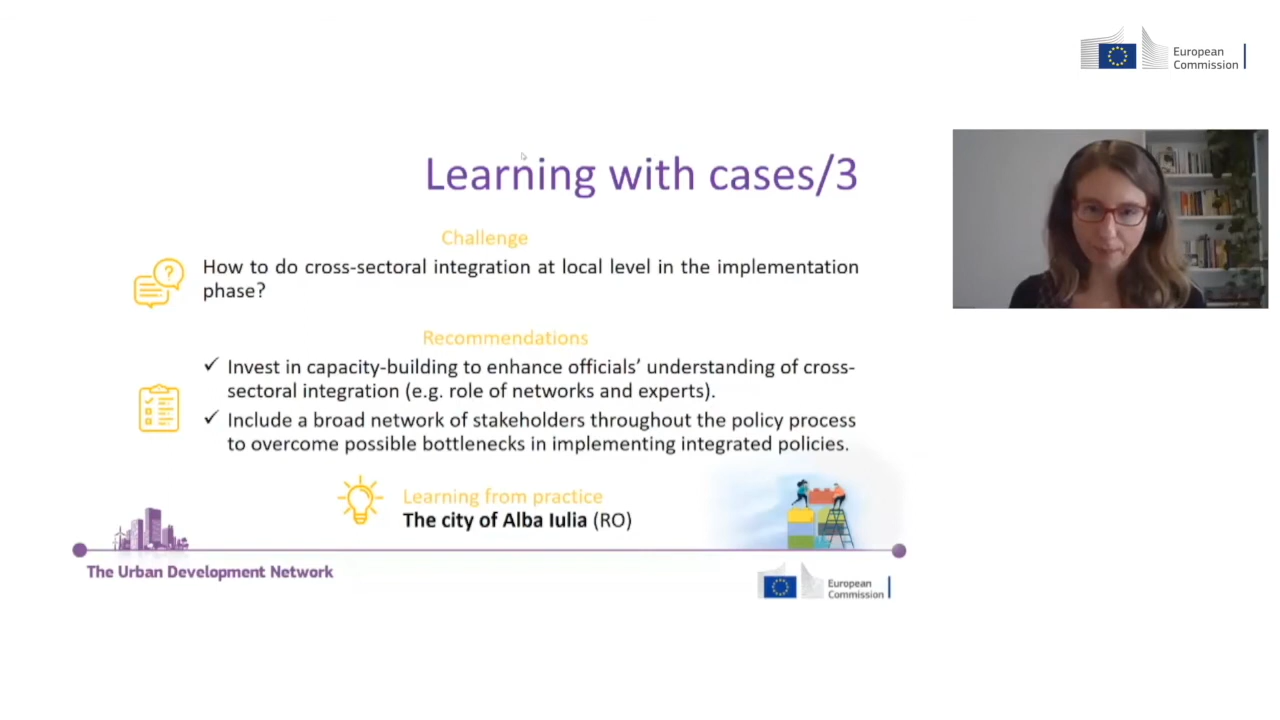 European
Commission
Learning with cases/3
Challenge
?
How to do cross-sectoral integration at local level in the implementation
phase?
Recommendations
✓ Invest in capacity-building to enhance officials’ understanding of cross-
sectoral integration (e.g. role of networks and experts).
✓ Include a broad network of stakeholders throughout the policy process
to overcome possible bottlenecks in implementing integrated policies.
Learning from practice
The city of Alba Iulia (RO)
The Urban Development Network
European
Commission